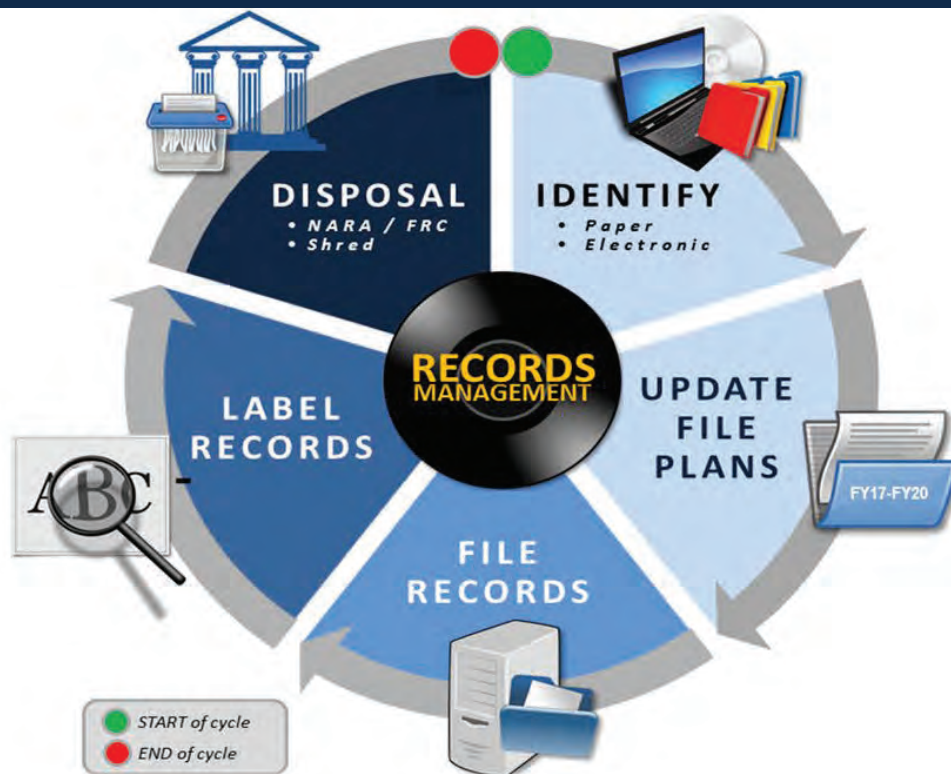 DISPOSAL
• NARA / FRC
• Shred
IDENTIFY
• Paper
• Electronic
RECORDS
MANAGEMENT
UPDATE
FILE
PLANS
FY17-FY20
FILE
RECORDS
LABEL
RECORDS
ABC -
START of cycle
END of cycle